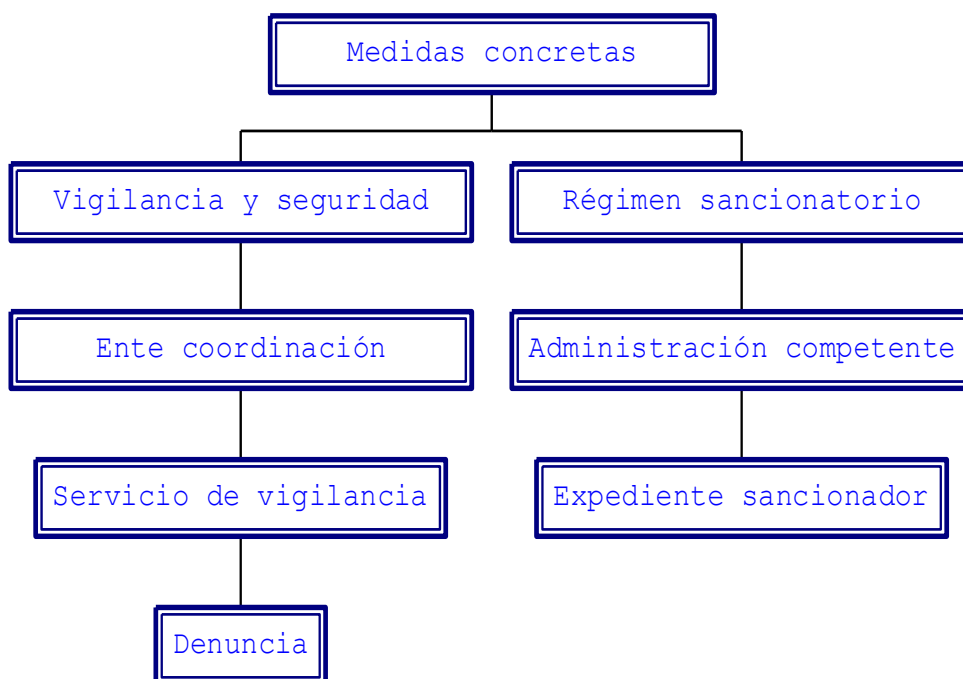 Medidas concretas
Vigilancia y seguridad
Régimen sancionatorio
Ente coordinación
Administración competente
Servicio de vigilancia
Expediente sancionador
Denuncia